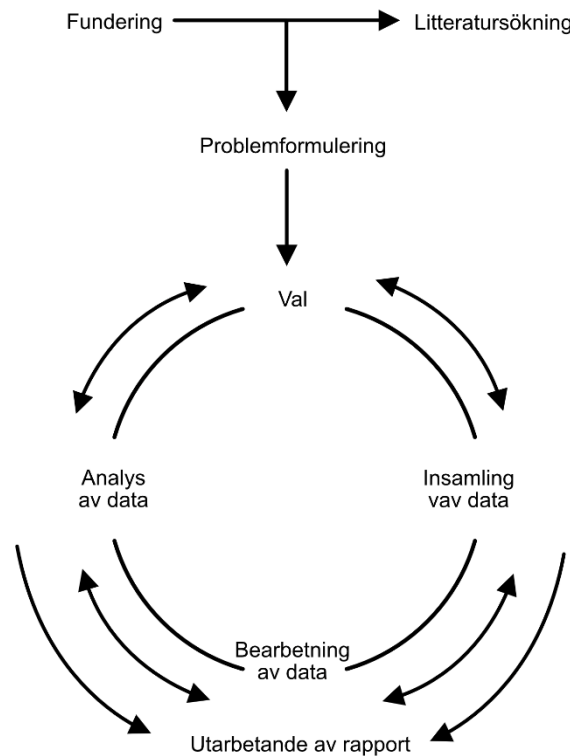 Fundering
Litteratursökning
Problemformulering
Val
Analys
av data
Insamling
vav data
Bearbetning
av data
Utarbetande av rapport